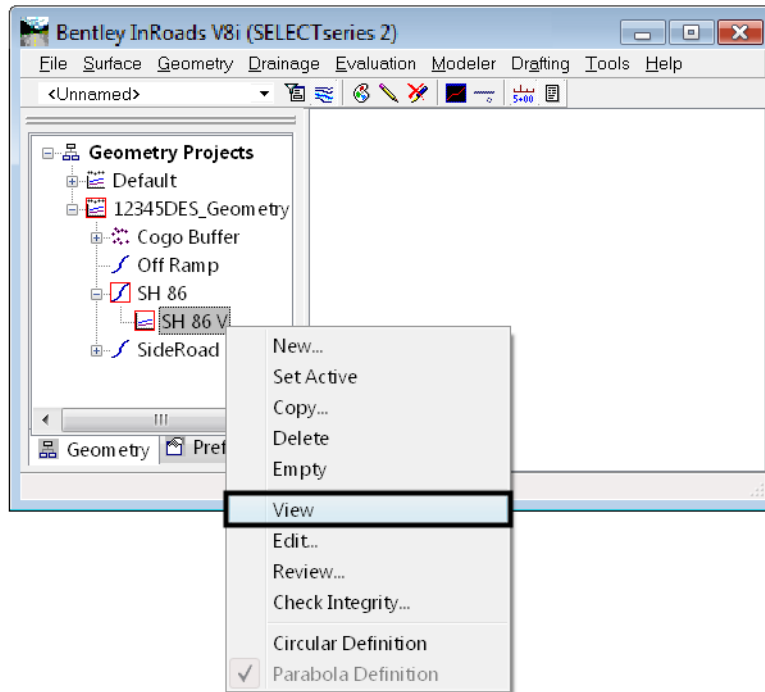 Bentley InRoads V8i (SELECTseries 2)
File Surface Geometry Drainage Evaluation Modeler Drafting Tools Help
<Unnamed>
5+00
Geometry Projects
Default
12345DES_Geometry
Cogo Buffer
Off Ramp
SH 86
SH 86 V
SideRoad
Geometry Pref
New...
Set Active
Copy...
Delete
Empty
View
Edit...
Review...
Check Integrity...
Circular Definition
Parabola Definition